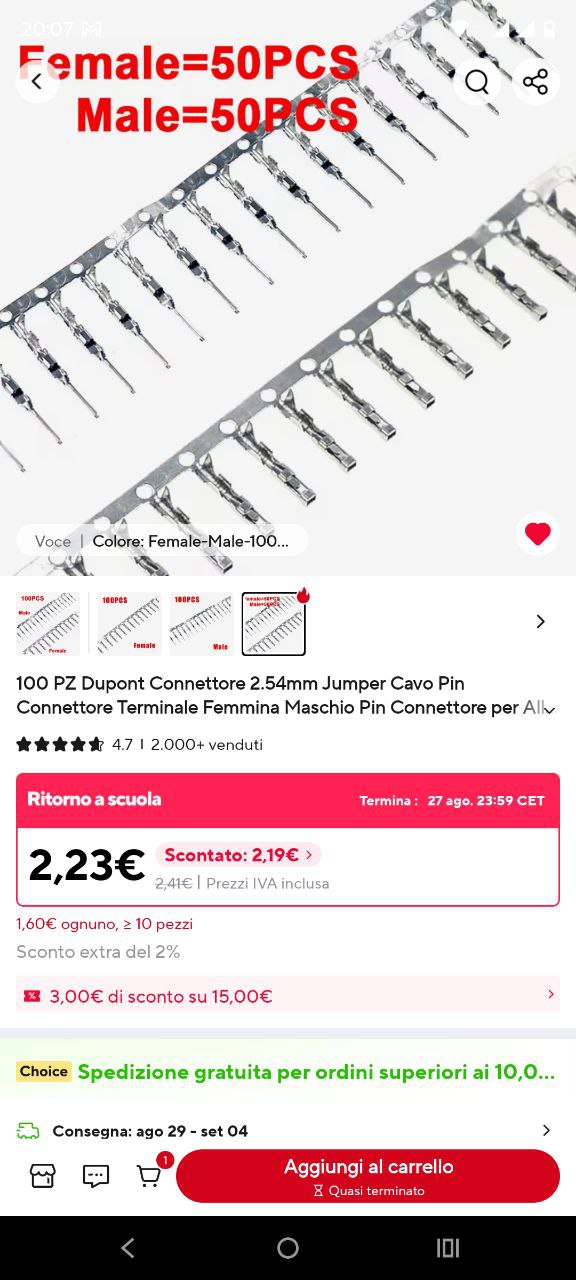 20:07
Female=50PCS
Male=50PCS
Voce | Colore: Female-Male-100...
100PCS
Male
Female
100PCS
Female
100PCS
Male
Female=50PCS
Male=50PCS
100 PZ Dupont Connettore 2.54mm Jumper Cavo Pin
Connettore Terminale Femmina Maschio Pin Connettore per All
4.7 | 2.000+ venduti
Ritorno a scuola
Termina : 27 ago. 23:59 CET
2,23€
Scontato: 2,19€ >
2,41€ | Prezzi IVA inclusa
1,60€ ognuno, ≥ 10 pezzi
Sconto extra del 2%
3,00€ di sconto su 15,00€
Choice Spedizione gratuita per ordini superiori ai 10,0...
Consegna: ago 29 - set 04
1
Aggiungi al carrello
Quasi terminato